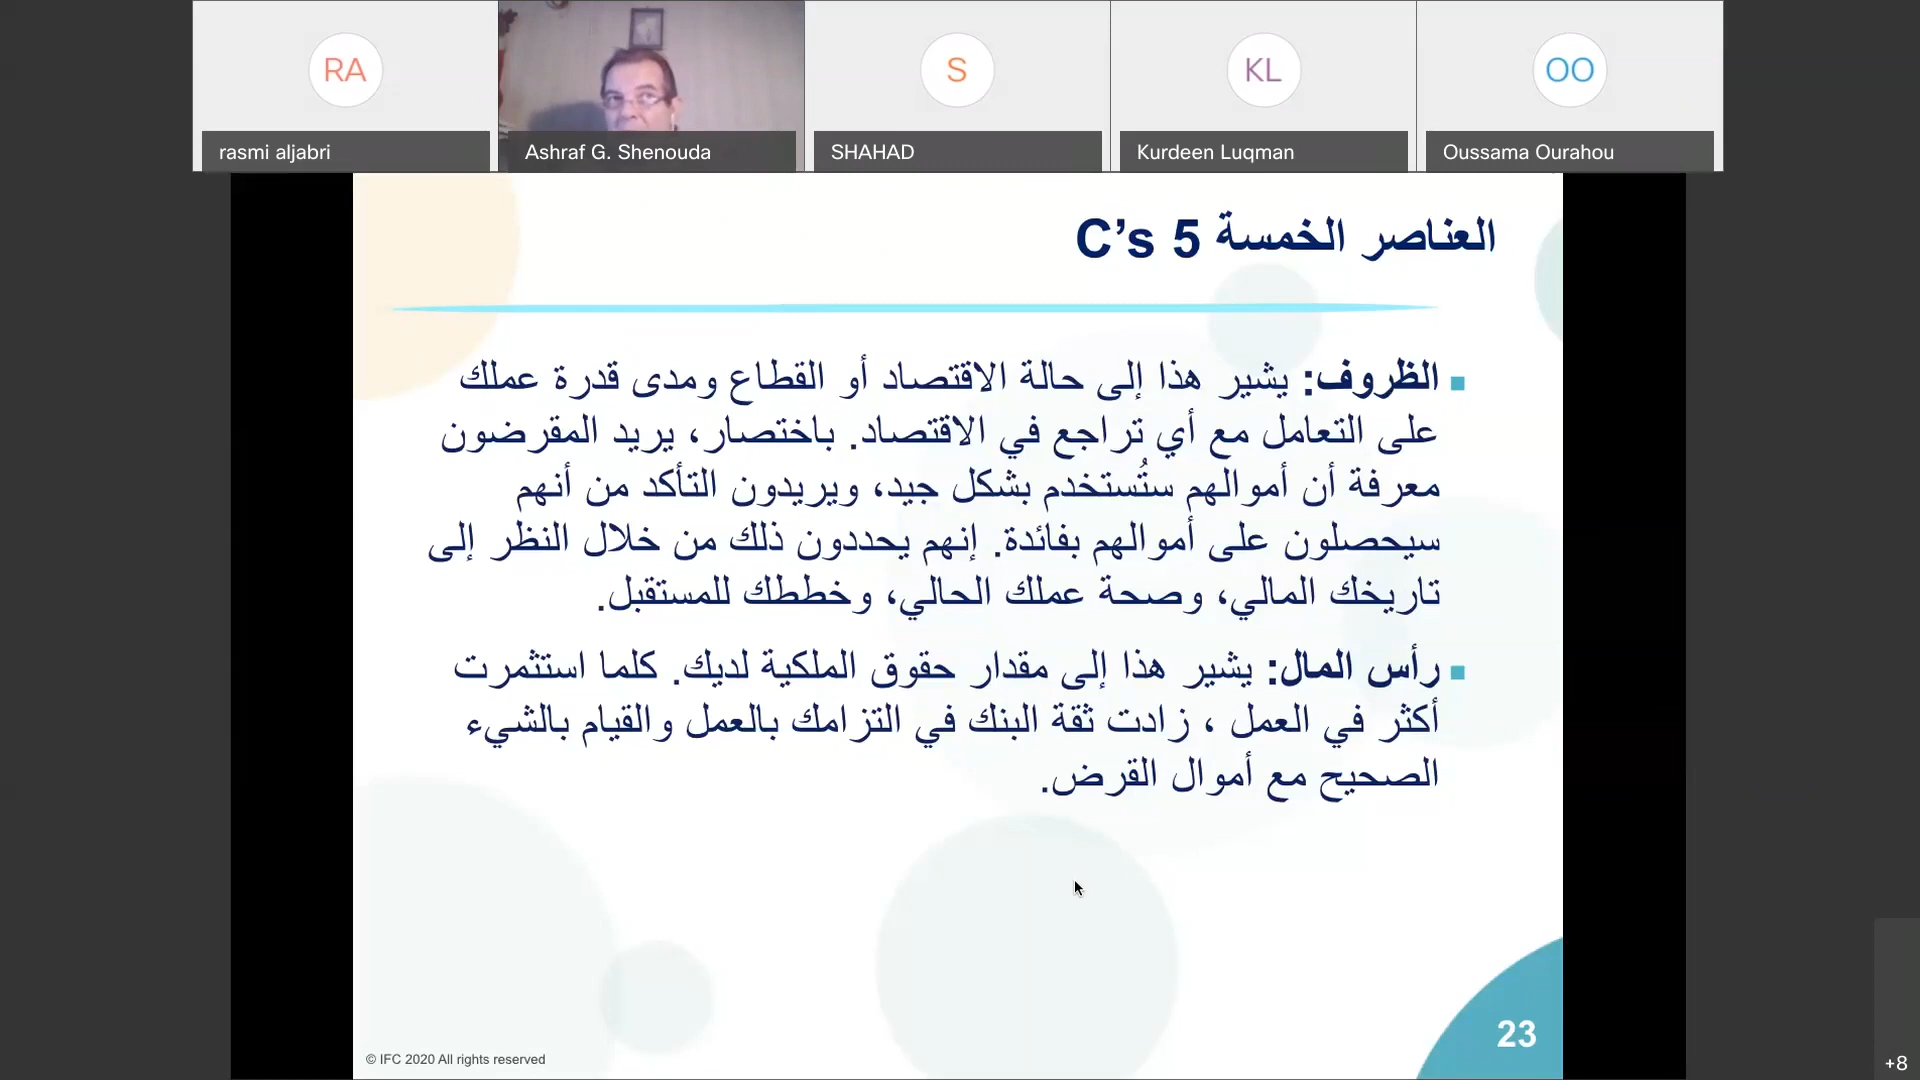 RA
S
KL
OO
rasmi aljabri
Ashraf G. Shenouda
SHAHAD
Kurdeen Luqman
Oussama Ourahou
العناصر الخمسة 5 C’s
الظروف: يشير هذا إلى حالة الاقتصاد أو القطاع ومدى قدرة عملك
على التعامل مع أي تراجع في الاقتصاد. باختصار، يريد المقرضون
معرفة أن أموالهم ستُستخدم بشكل جيد، ويريدون التأكد من أنهم
سيحصلون على أموالهم بفائدة. إنهم يحددون ذلك من خلال النظر إلى
تاريخك المالي، وصحة عملك الحالي، وخططك للمستقبل.
رأس المال: يشير هذا إلى مقدار حقوق الملكية لديك. كلما استثمرت
أكثر في العمل ، زادت ثقة البنك في التزامك بالعمل والقيام بالشيء
الصحيح مع أموال القرض.
23
© IFC 2020 All rights reserved
+8